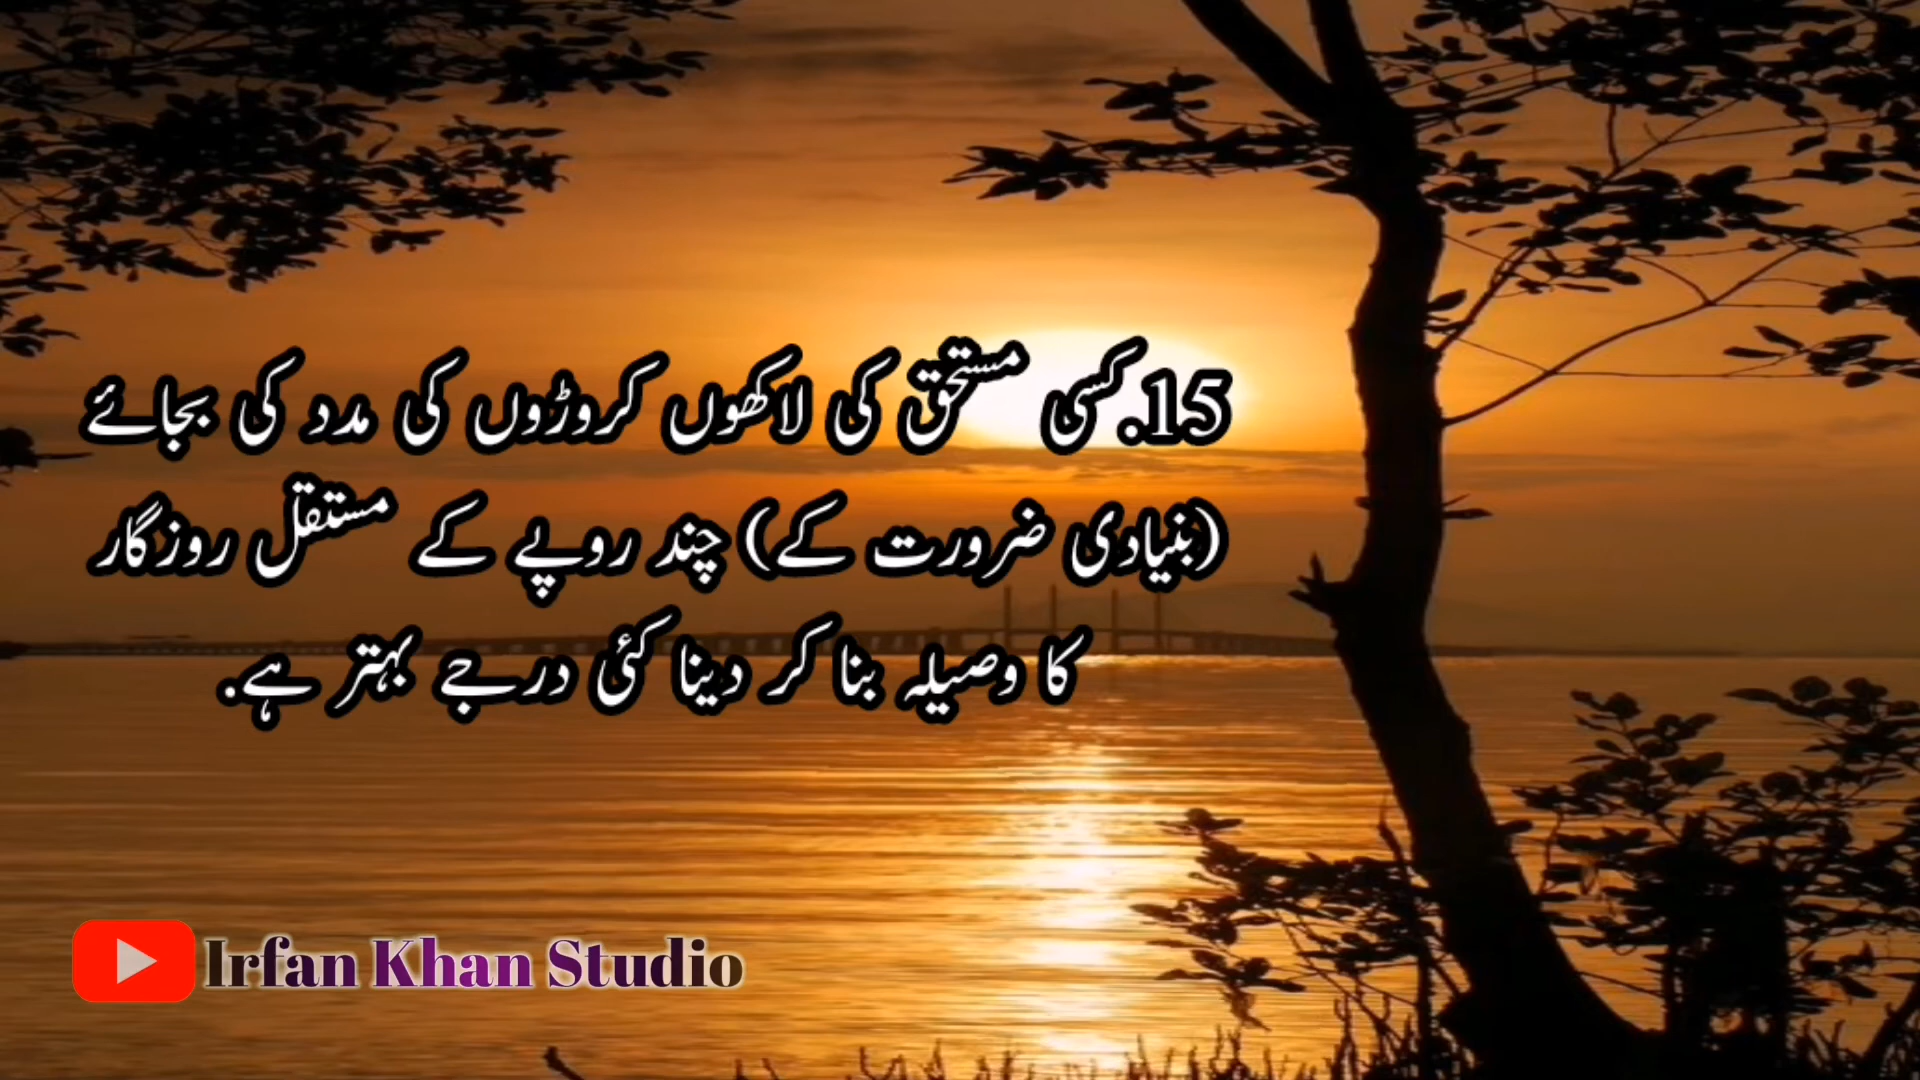 15.کسی مستحق کی لاکھوں کروڑوں کی مدد کی بجائے
(بنیادی ضرورت کے) چند روپے کے مستقل روزگار
کا وصیلہ بنا کر دینا کئی درجے بہتر ہے.
Irfan Khan Studio